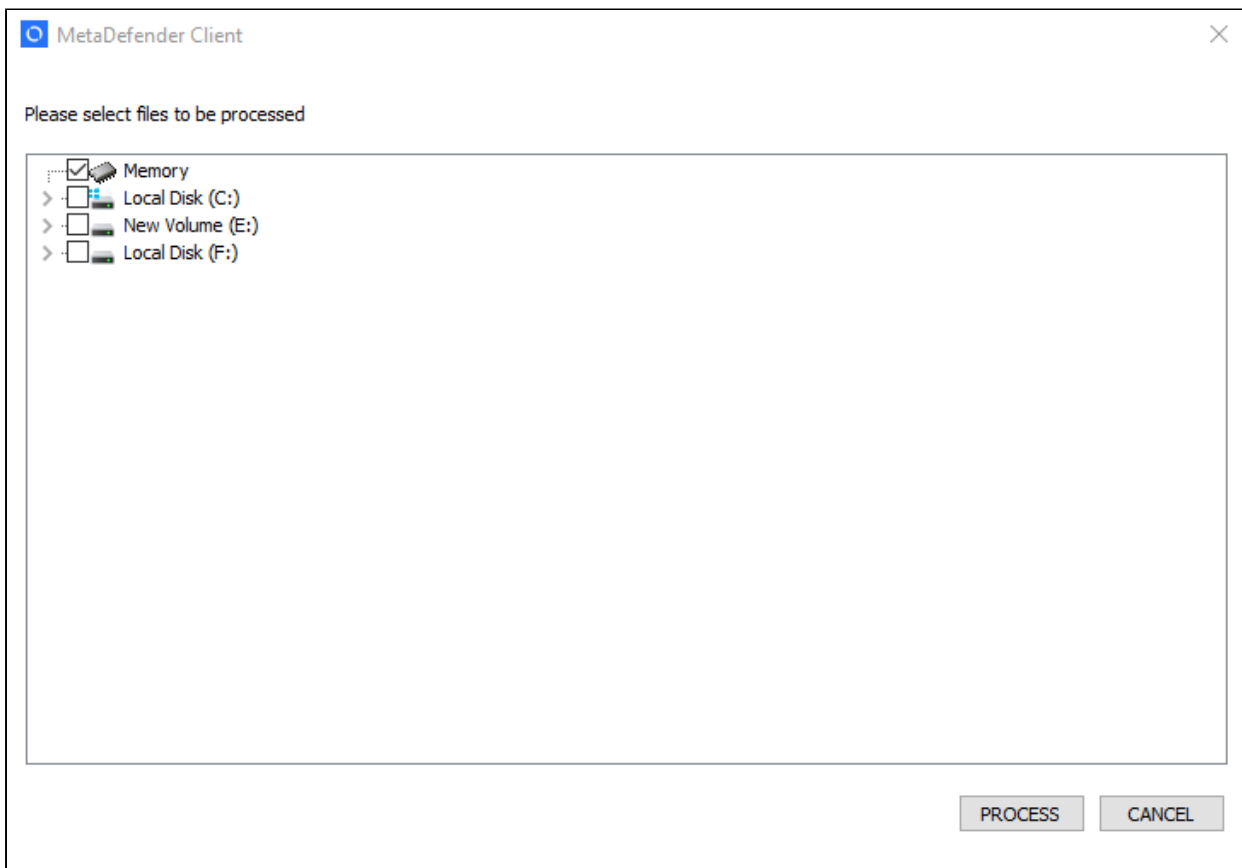 MetaDefender Client
Please select files to be processed
Memory
Local Disk (C:)
New Volume (E:)
Local Disk (F:)
PROCESS CANCEL